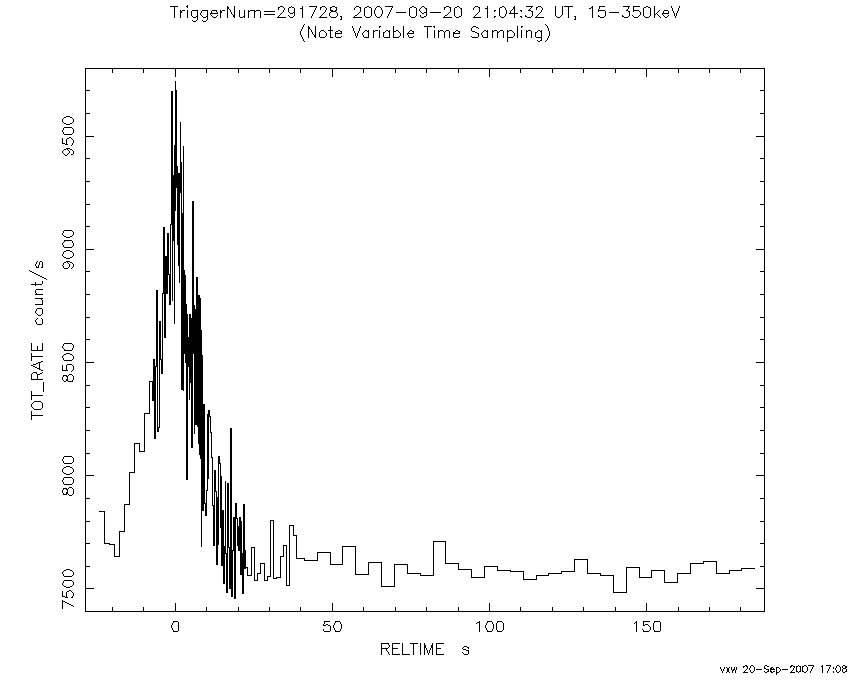 TriggerNum=291728, 2007-09-20 21:04:32 UT, 15-350keV
(Note Variable Time Sampling)
TOT_RATE count/s
9500
9000
8500
8000
7500
0 50 100 150
RELTIME s
vxw 20-Sep-2007 17:08